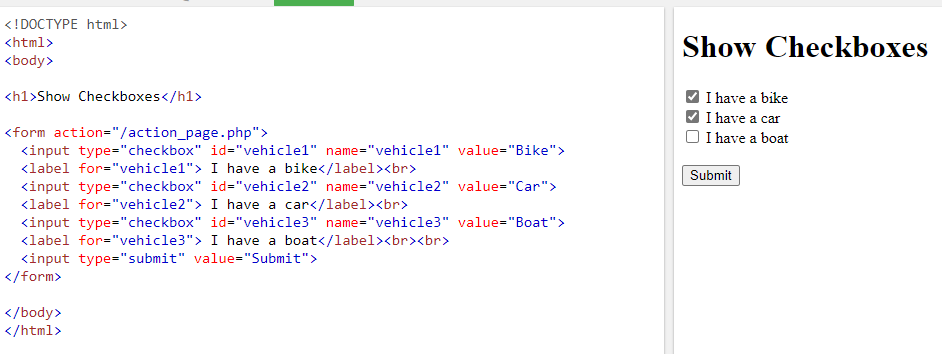 <!DOCTYPE html>
<html>
<body>
<h1>Show Checkboxes</h1>
<form action="/action_page.php">
<input type="checkbox" id="vehicle1" name="vehicle1" value="Bike">
<label for="vehicle1"> I have a bike</label><br>
<input type="checkbox" id="vehicle2" name="vehicle2" value="Car">
<label for="vehicle2"> I have a car</label><br>
<input type="checkbox" id="vehicle3" name="vehicle3" value="Boat">
<label for="vehicle3"> I have a boat</label><br><br>
<input type="submit" value="Submit">
</form>
</body>
</html>
Show Checkboxes
I have a bike
I have a car
I have a boat
Submit